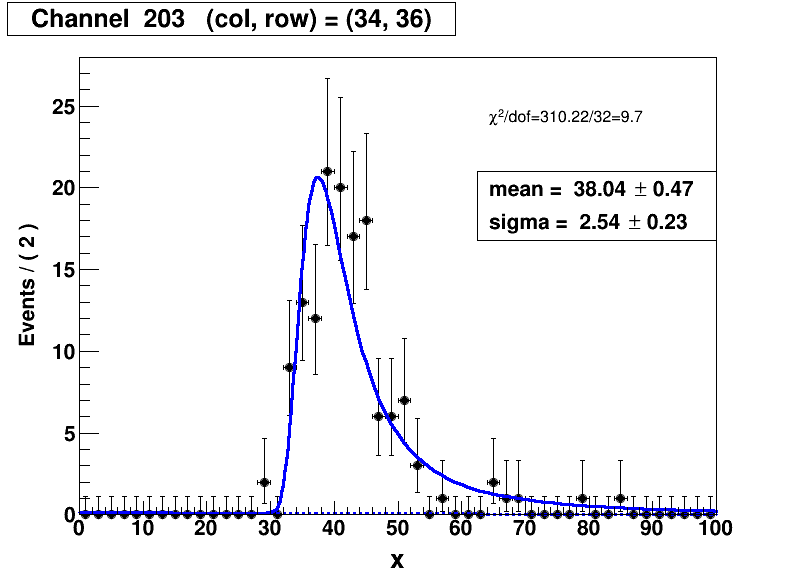 Channel 203 (col, row) = (34, 36)
χ²/dof=310.22/32=9.7
mean = 38.04 ± 0.47
sigma = 2.54 ± 0.23
Events / ( 2 )
25
20
15
10
5
0
0 10 20 30 40 50 60 70 80 90 100
x